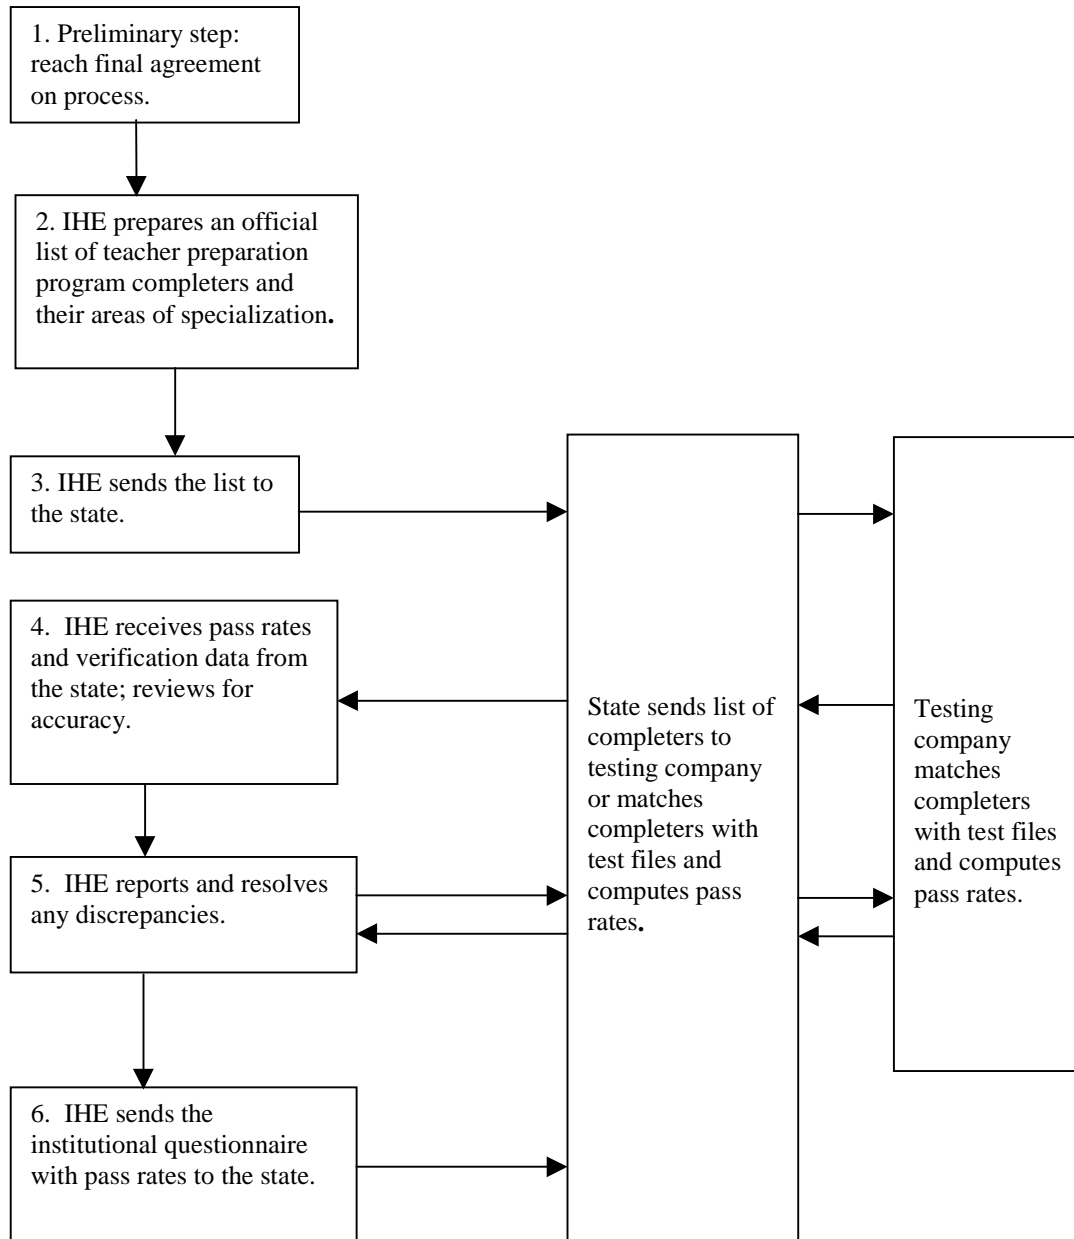 1. Preliminary step:
reach final agreement
on process.
2. IHE prepares an official
list of teacher preparation
program completers and
their areas of specialization.
3. IHE sends the list to
the state.
4.  IHE receives pass rates
and verification data from
the state; reviews for
accuracy.
5.  IHE reports and resolves
any discrepancies.
6.  IHE sends the
institutional questionnaire
with pass rates to the state.
State sends list of
completers to
testing company
or matches
completers with
test files and
computes pass
rates.
Testing
company
matches
completers
with test files
and computes
pass rates.